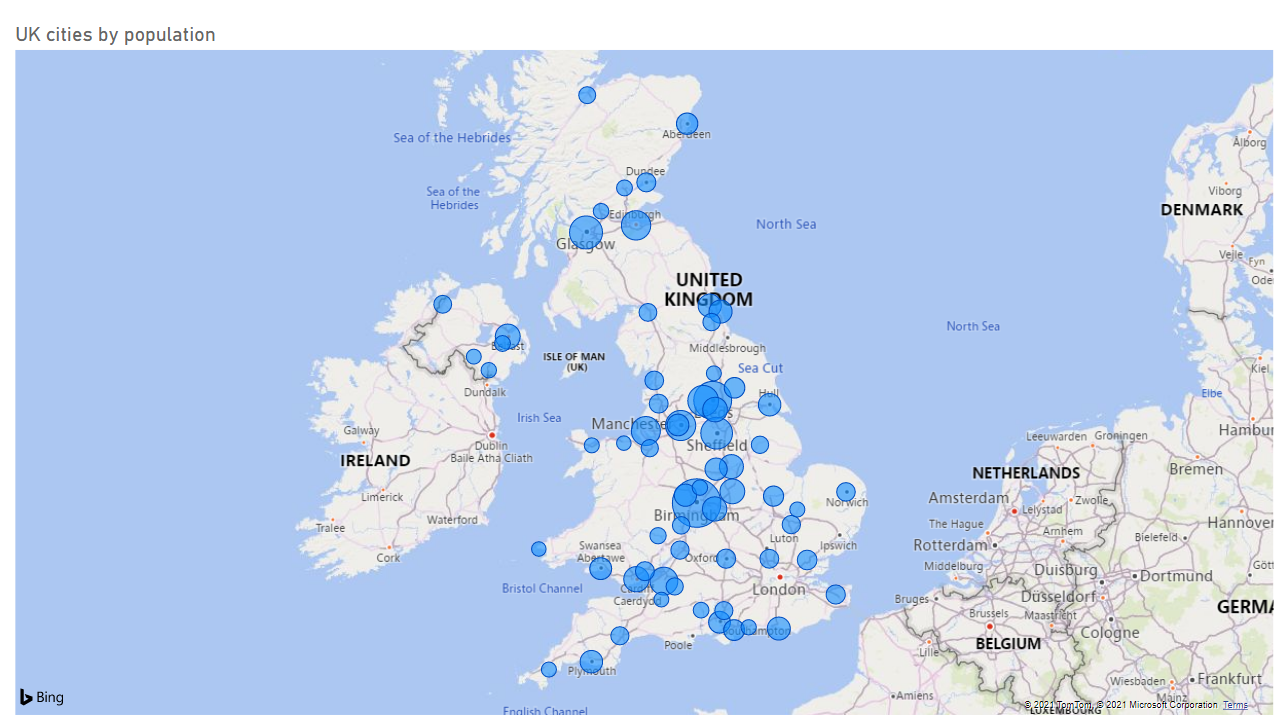 UK cities by population
Sea of the Hebrides
Aberdeen
Ålborg
Dundee
Viborg
Sea of the
Hebrides
DENMARK
Edinburgh
North Sea
Glasgow
Vejle
Fyn
UNITED
KINGDOM
North Sea
Middlesbrough
ISLE OF MAN
(UK)
Sea Cut
Kiel
Dundalk
Hull
Elbe
Irish Sea
Galway
Manchester
Hambur
Dublin
Baile Átha Cliath
Sheffield
Leeuwarden
Groningen
IRELAND
Bremen
NETHERLANDS
Limerick
Norwich
Amsterdam
Zwolle
Lelystad
Waterford
Birmingham
The Hague
Hannover
Tralee
Arnhem
Cork
Luton
Ipswich
Rotterdam
Bielefeld
Swansea
Abertawe
Oxford
Middelburg
Duisburg
Dortmund
Bristol Channel
London
Düsseldorf
Cardiff
Caerdydd
Bruges
Brussels
Maastricht
GERMA
Southampton
Cologne
Poole
BELGIUM
Lille
Plymouth
Wiesbaden
Frankfurt
Amiens
Mainz
Bing
English Channel
LUXEMBOURG
© 2021 TomTom, © 2021 Microsoft Corporation Terms